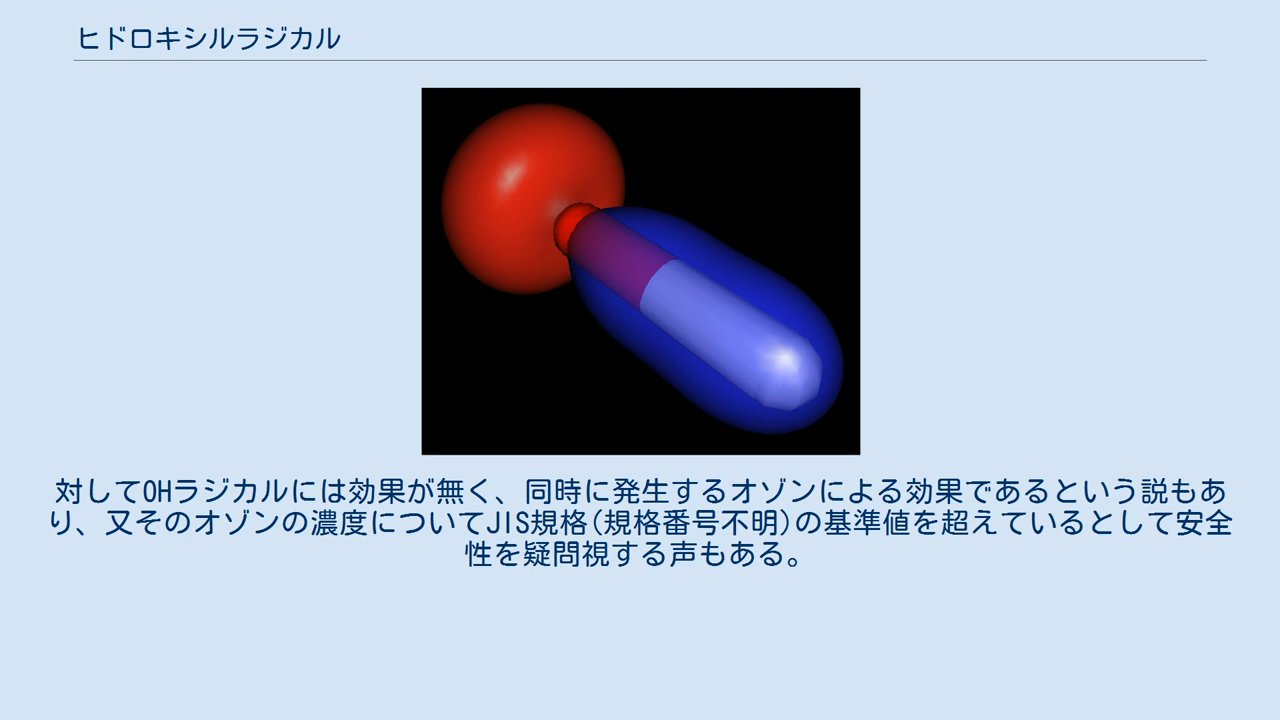 ヒドロキシルラジカル
対してOHラジカルには効果が無く、同時に発生するオゾンによる効果であるという説もあ
り、又そのオゾンの濃度についてJIS規格(規格番号不明)の基準値を超えているとして安全
性を疑問視する声もある。